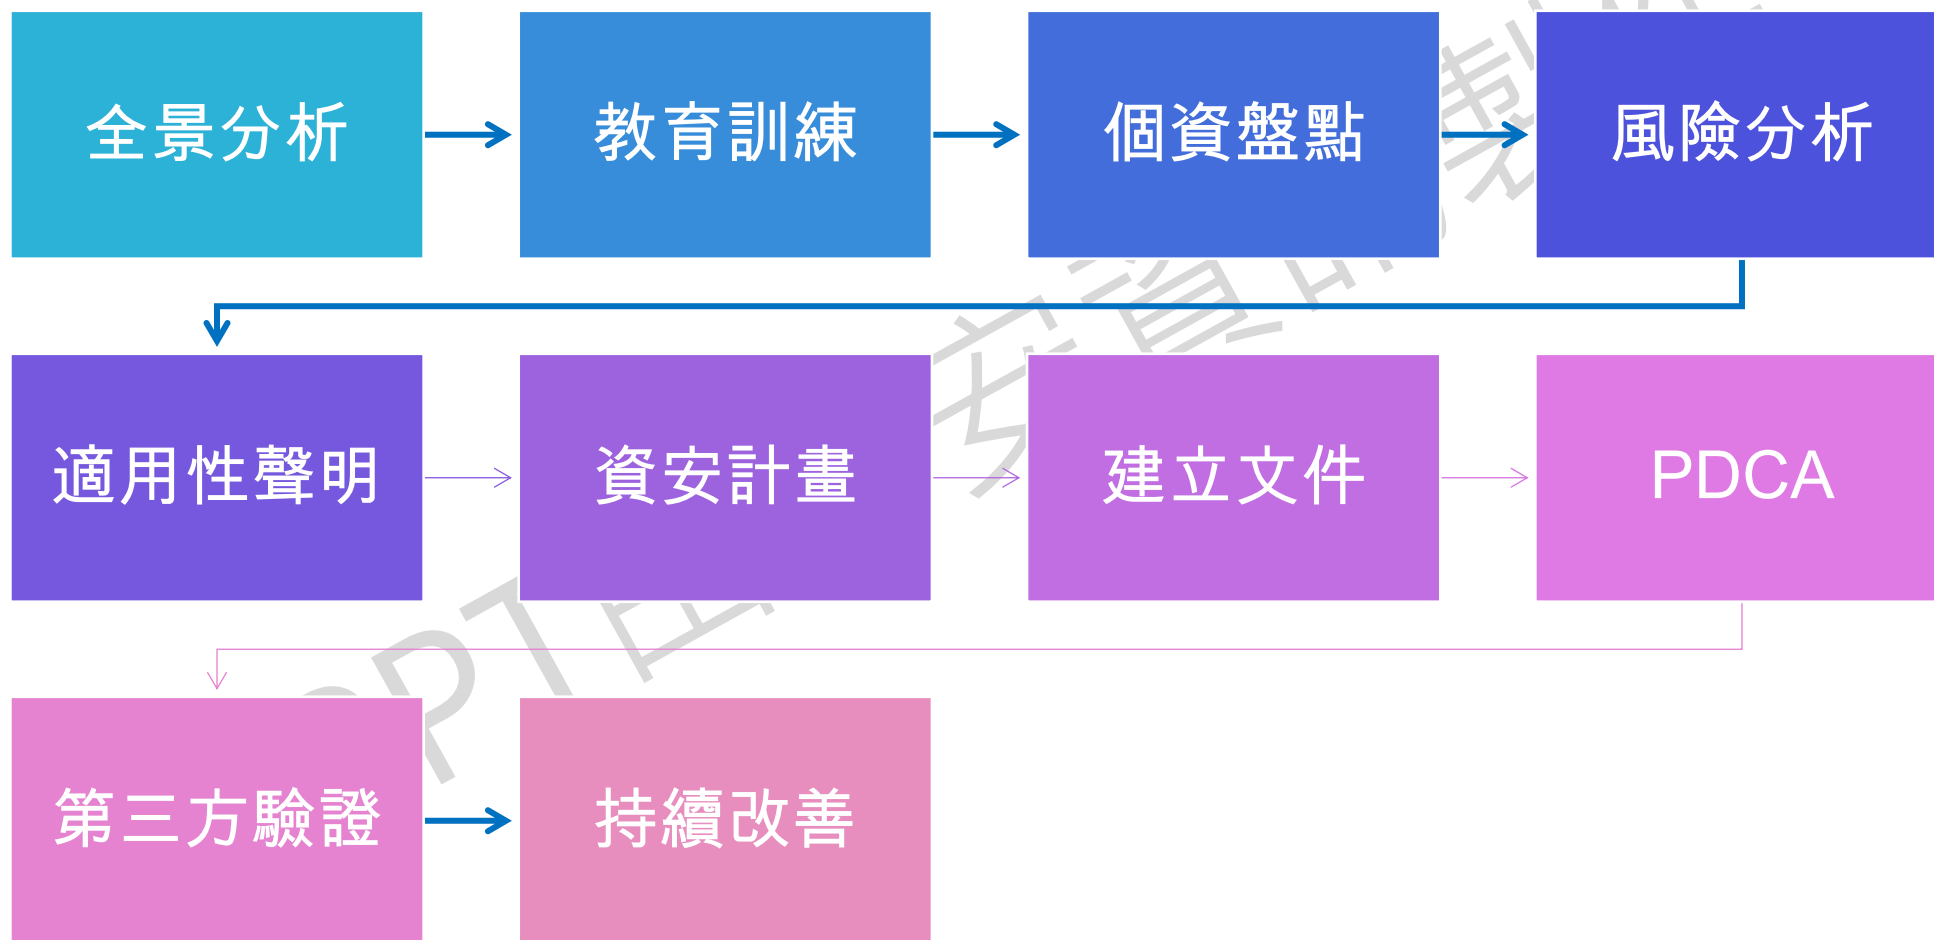 全景分析
教育訓練
個資盤點
風險分析
適用性聲明
資安計畫
建立文件
PDCA
第三方驗證
持續改善